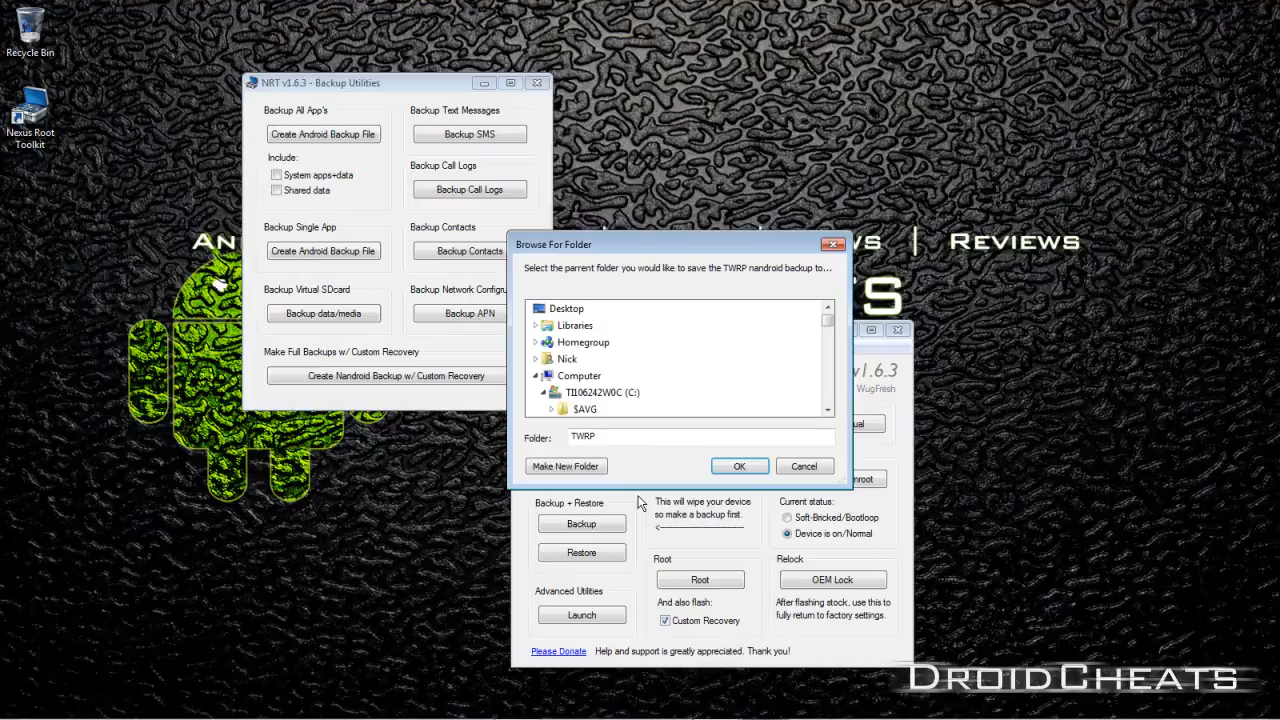 Recycle Bin
Nexus Root
Toolkit
NRT v1.6.3 - Backup Utilities
Backup All App's
Create Android Backup File
Include:
System apps+data
Shared data
Backup Single App
Create Android Backup File
Backup Virtual SDcard
Backup data/media
Make Full Backups w/ Custom Recovery
Create Nandroid Backup w/ Custom Recovery
Backup Text Messages
Backup SMS
Backup Call Logs
Backup Call Logs
Backup Contacts
Backup Contacts
Backup Network Configru
Backup APN
Browse For Folder
Select the parrent folder you would like to save the TWRP nandroid backup to...
Desktop
Libraries
Homegroup
Nick
Computer
TI106242W0C (C:)
$AVG
Folder: TWRP
Make New Folder
OK
Cancel
An
ws | Reviews
v1.6.3
WugFresh
ual
nroot
Backup + Restore
Backup
Restore
Advanced Utilities
Launch
This will wipe your device
so make a backup first.
<----------------------------
Root
Root
And also flash:
Custom Recovery
Current status:
Soft-Bricked/Bootloop
Device is on/Normal
Relock
OEM Lock
After flashing stock, use this to
fully return to factory settings.
Please Donate Help and support is greatly appreciated. Thank you!
DroidCheats